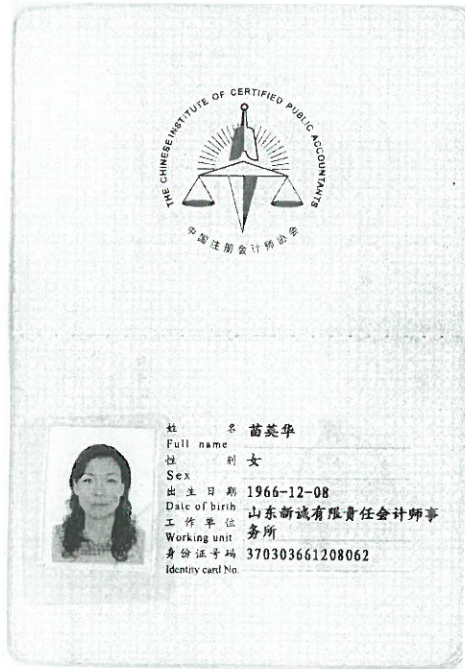 THE CHINESE INSTITUTE OF CERTIFIED PUBLIC ACCOUNTANTS
中国注册会计师协会
姓 名 苗英华
Full name
性 别 女
Sex
出生日期 1966-12-08
Date of birth
工作单位 山东新诚有限责任会计师事
Working unit 务所
身份证号码 370303661208062
Identity card No.